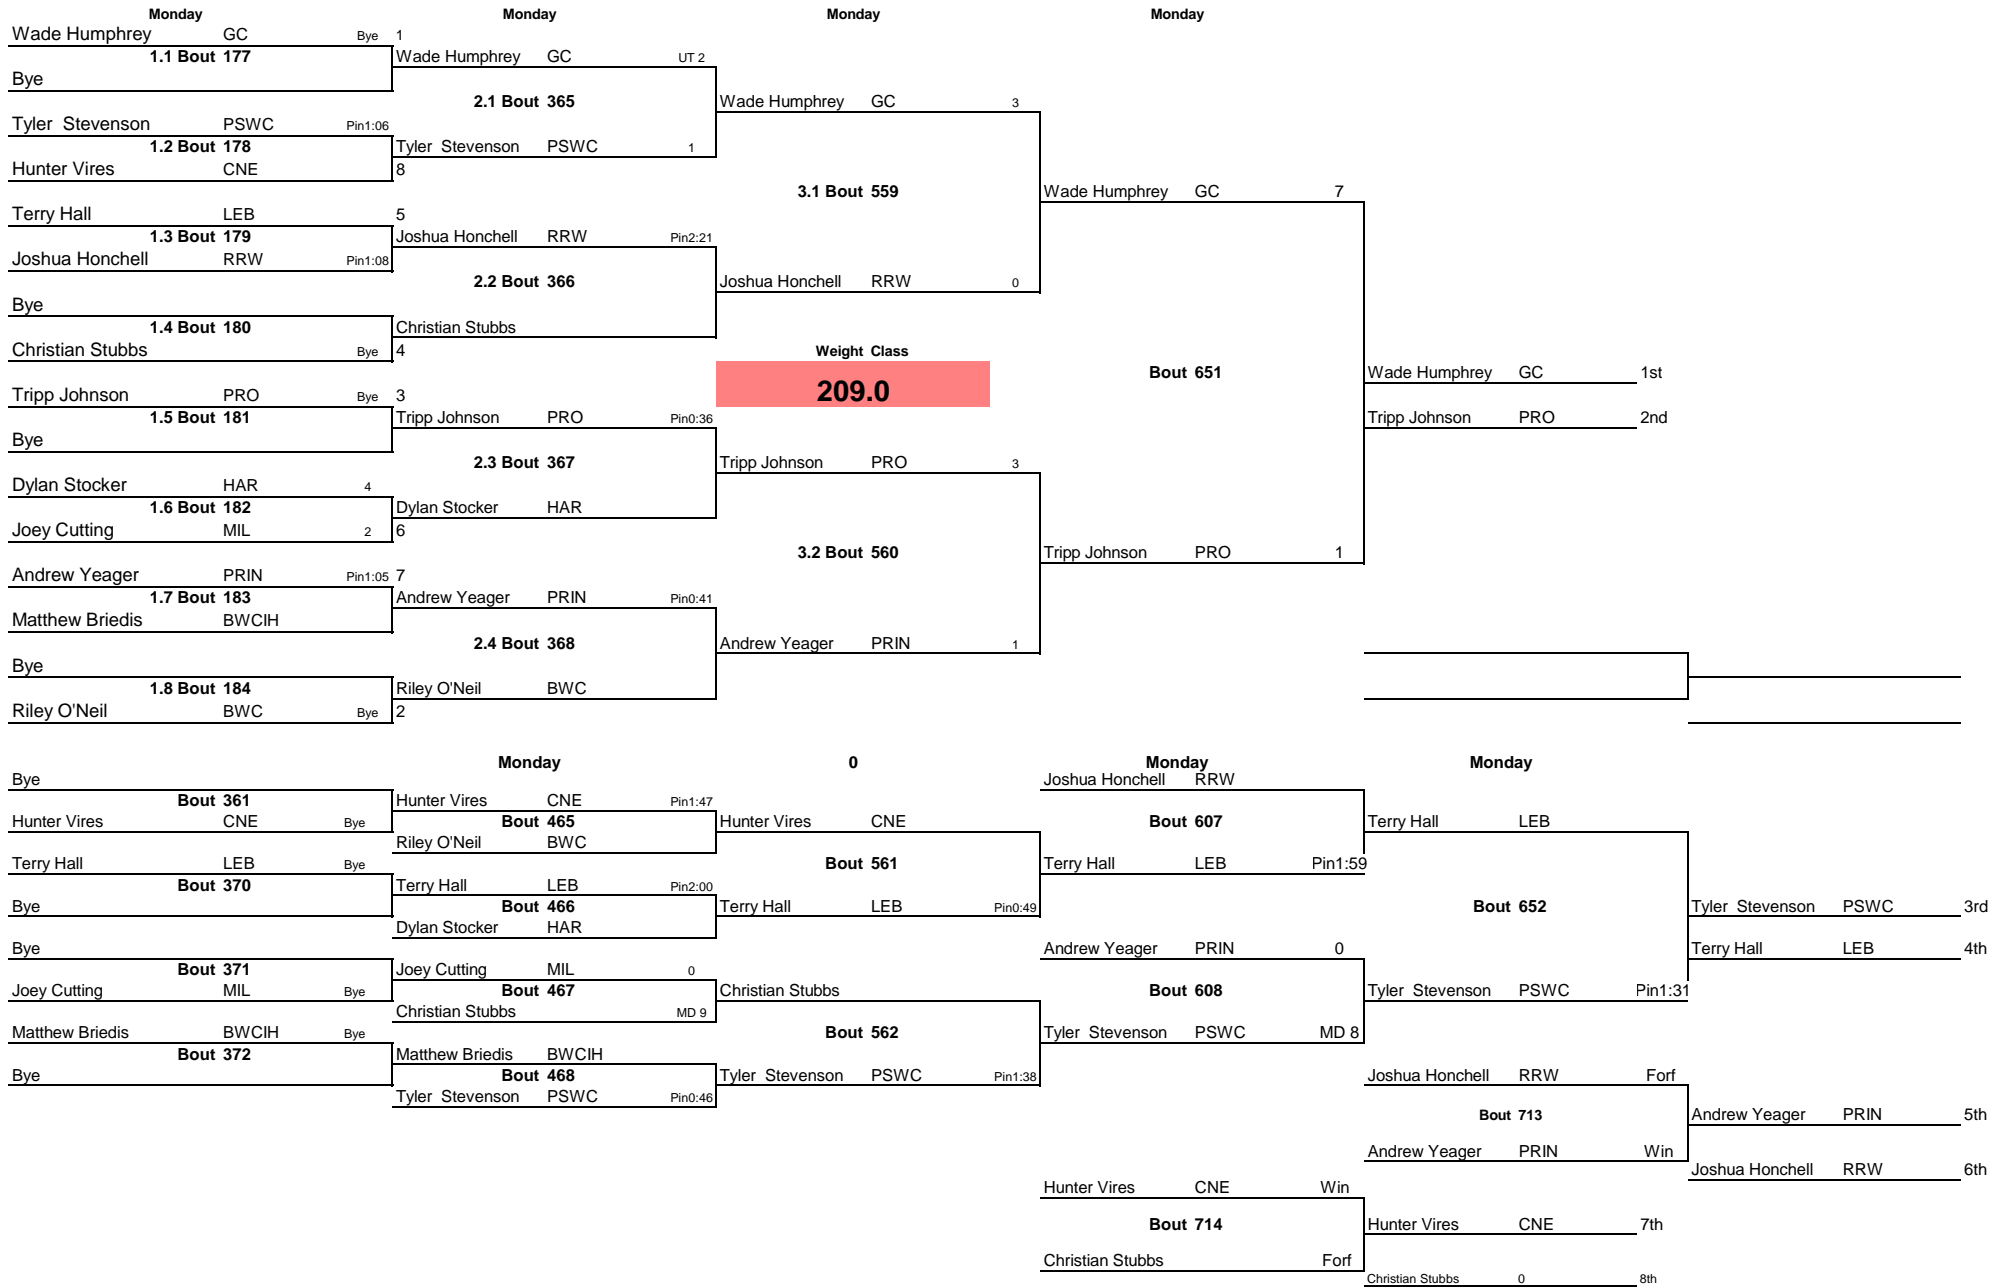 Monday Monday Monday Monday
Wade Humphrey GC Bye 1
1.1 Bout 177 Wade Humphrey GC UT 2
Bye
2.1 Bout 365 Wade Humphrey GC 3
Tyler Stevenson PSWC Pin1:06
1.2 Bout 178 Tyler Stevenson PSWC 1
Hunter Vires CNE 8
3.1 Bout 559 Wade Humphrey GC 7
Terry Hall LEB 5
1.3 Bout 179 Joshua Honchell RRW Pin2:21
Joshua Honchell RRW Pin1:08
2.2 Bout 366 Joshua Honchell RRW 0
Bye
1.4 Bout 180 Christian Stubbs
Christian Stubbs Bye 4 Weight Class
Bout 651 Wade Humphrey GC 1st
Tripp Johnson PRO Bye 3 209.0
1.5 Bout 181 Tripp Johnson PRO Pin0:36 Tripp Johnson PRO 2nd
Bye
2.3 Bout 367 Tripp Johnson PRO 3
Dylan Stocker HAR 4
1.6 Bout 182 Dylan Stocker HAR
Joey Cutting MIL 2 6
3.2 Bout 560 Tripp Johnson PRO 1
Andrew Yeager PRIN Pin1:05 7
1.7 Bout 183 Andrew Yeager PRIN Pin0:41
Matthew Briedis BWCIH
2.4 Bout 368 Andrew Yeager PRIN 1
Bye
1.8 Bout 184 Riley O'Neil BWC
Riley O'Neil BWC Bye 2
Monday 0 Monday Monday
Bye Joshua Honchell RRW
Bout 361 Hunter Vires CNE Pin1:47
Hunter Vires CNE Bye Bout 465 Hunter Vires CNE Bout 607 Terry Hall LEB
Riley O'Neil BWC
Terry Hall LEB Bye Bout 561 Terry Hall LEB Pin1:59
Bout 370 Terry Hall LEB Pin2:00
Bye Bout 466 Terry Hall LEB Pin0:49 Bout 652 Tyler Stevenson PSWC 3rd
Dylan Stocker HAR
Bye Andrew Yeager PRIN 0 Terry Hall LEB 4th
Bout 371 Joey Cutting MIL 0
Joey Cutting MIL Bye Bout 467 Christian Stubbs Bout 608 Tyler Stevenson PSWC Pin1:31
Christian Stubbs MD 9
Matthew Briedis BWCIH Bye Bout 562 Tyler Stevenson PSWC MD 8
Bout 372 Matthew Briedis BWCIH
Bye Bout 468 Tyler Stevenson PSWC Pin1:38 Joshua Honchell RRW Forf
Tyler Stevenson PSWC Pin0:46
Bout 713 Andrew Yeager PRIN 5th
Andrew Yeager PRIN Win
Joshua Honchell RRW 6th
Hunter Vires CNE Win
Bout 714 Hunter Vires CNE 7th
Christian Stubbs Forf
Christian Stubbs 0 8th